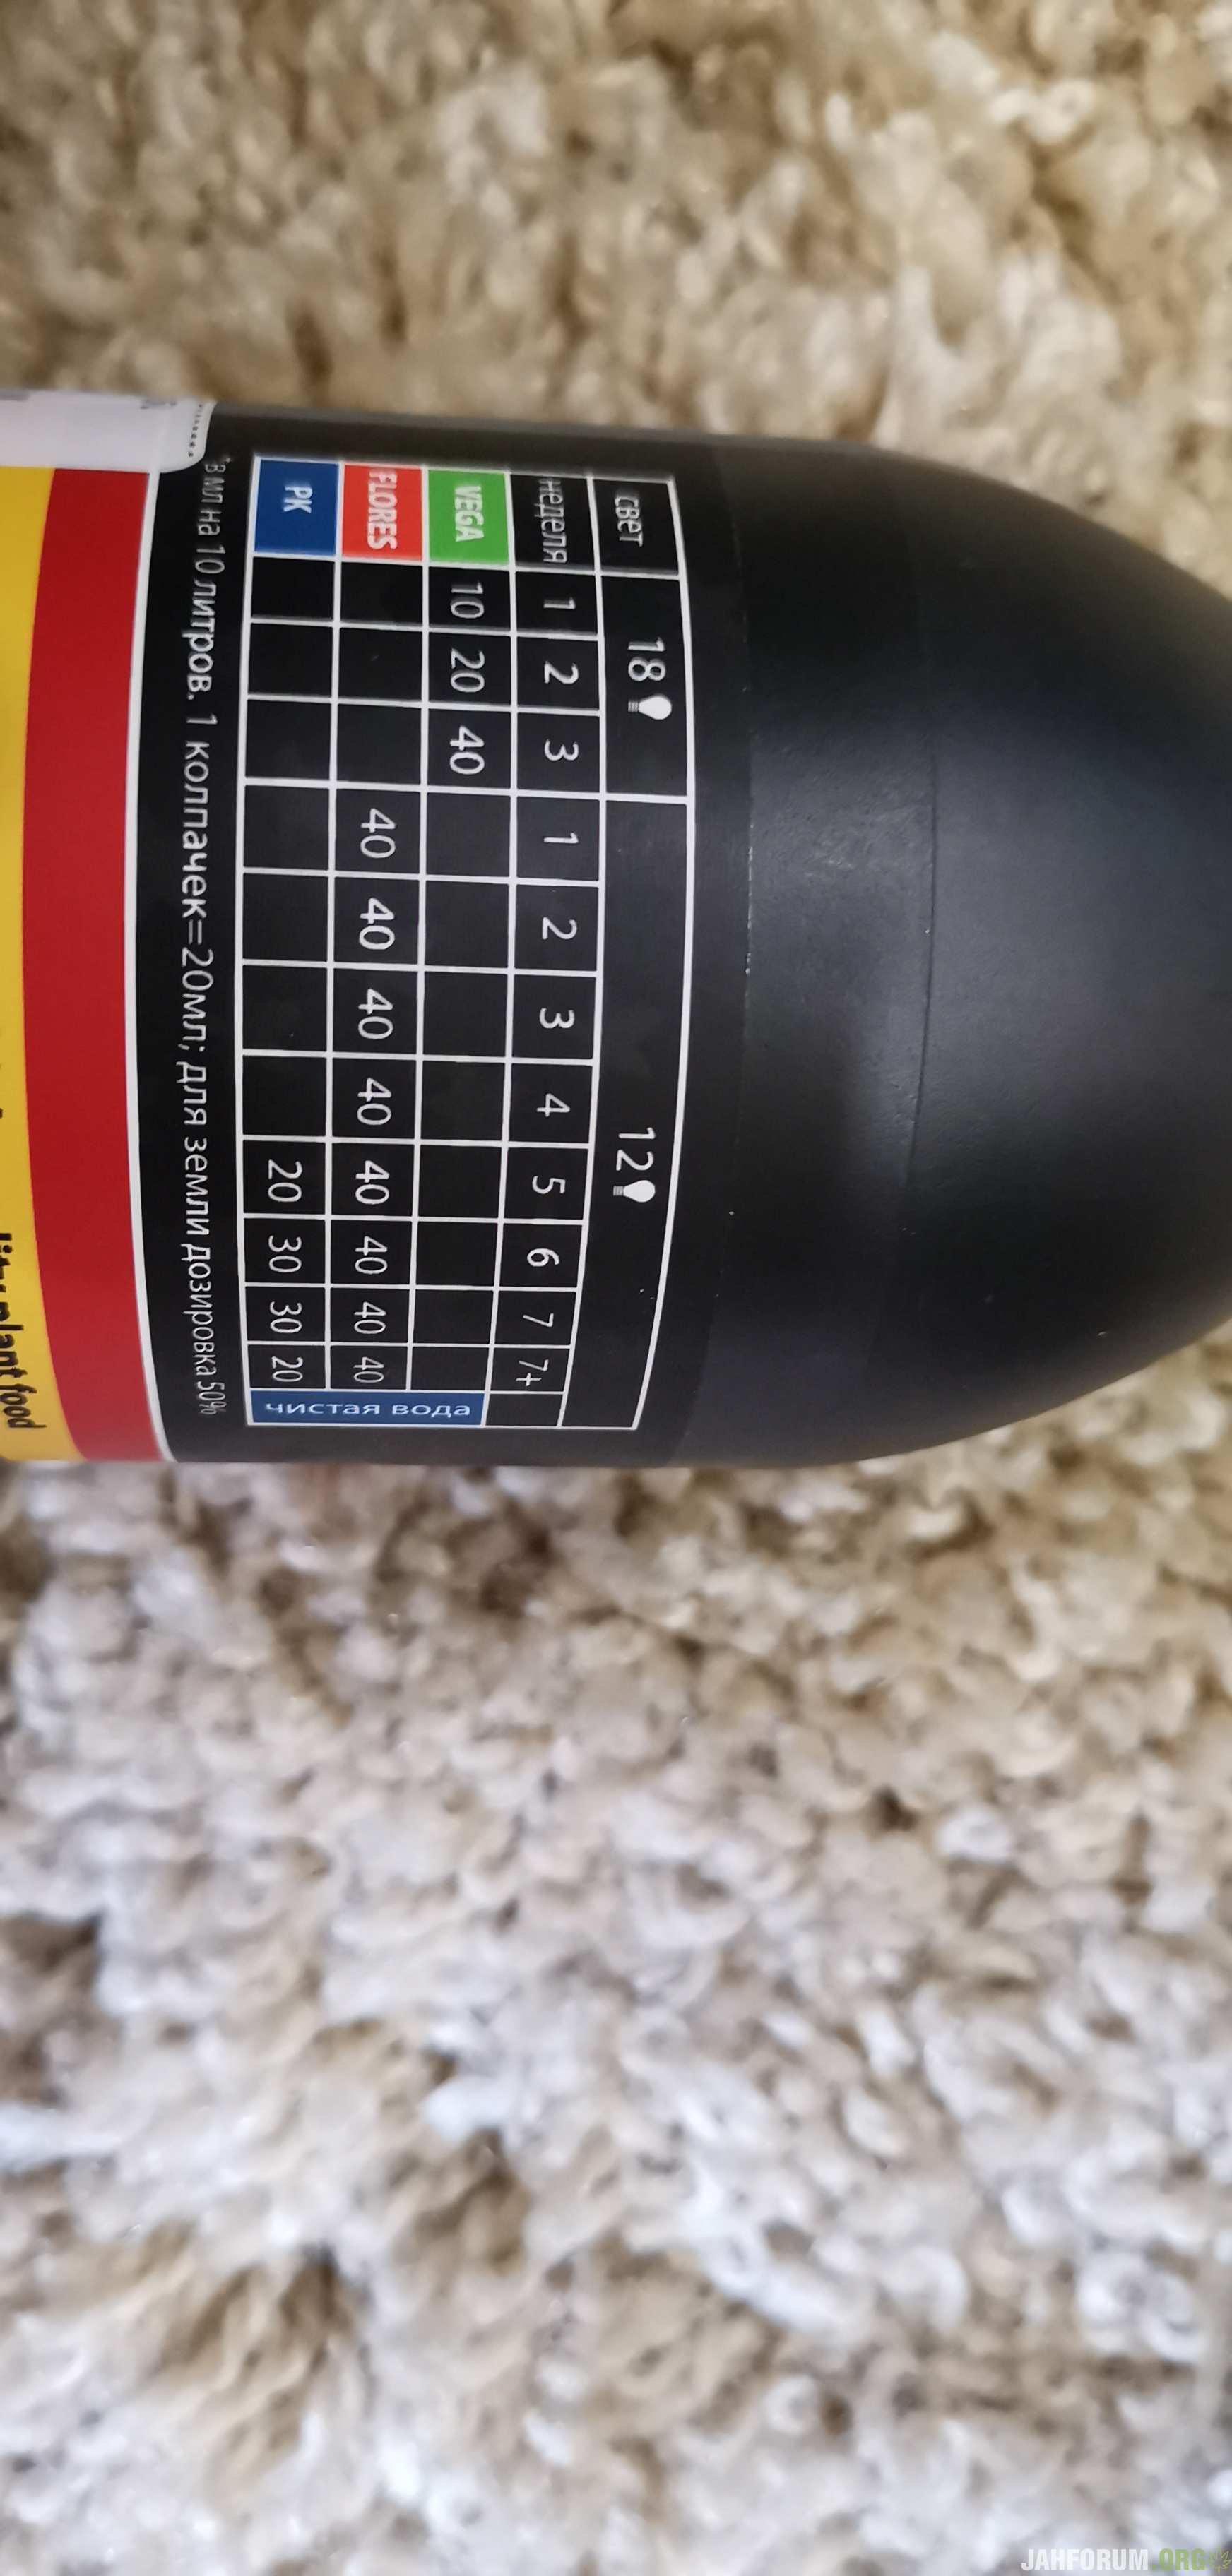 свет 18 12
неделя 1 2 3 1 2 3 4 5 6 7 7+
VEGA 10 20 40
FLORES 40 40 40 40 40 40 40 40
PK 20 30 30 20
чистая вода
*в мл на 10 литров. 1 колпачек=20мл; для земли дозировка 50%
plant food
JAHFORUM.ORG